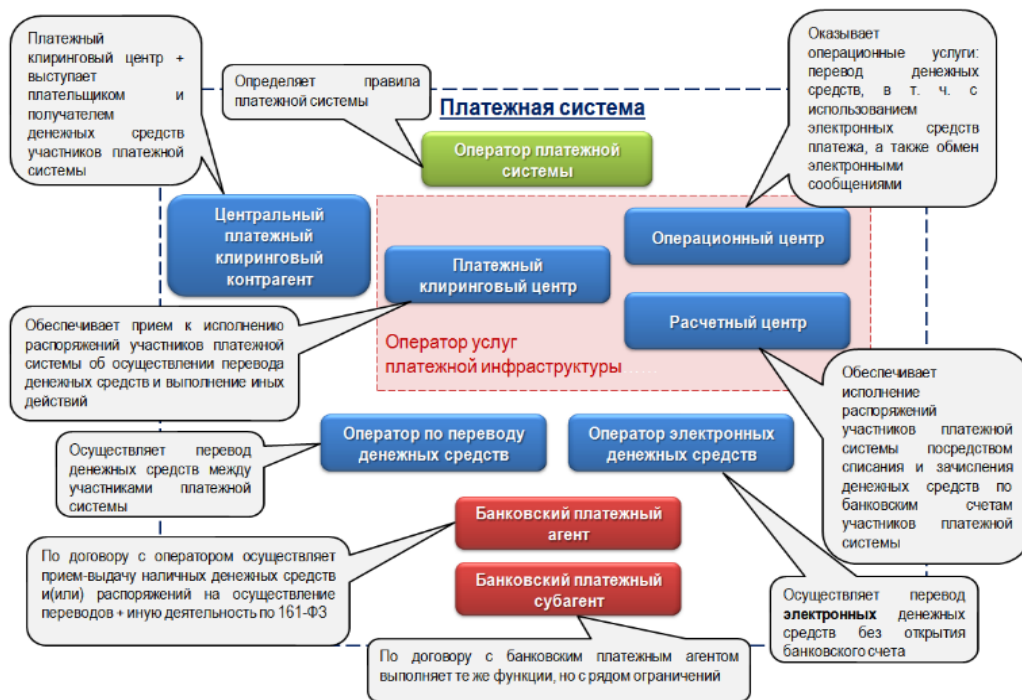 Платежный
клиринговый центр +
выступает
плательщиком и
получателем
денежных средств
участников платежной
системы
Определяет правила
платежной системы
Платежная система
Оказывает
операционные услуги:
перевод денежных
средств, в т. ч. с
использованием
электронных средств
платежа, а также обмен
электронными
сообщениями
Оператор платежной
системы
Центральный
платежный
клиринговый
контрагент
Операционный центр
Платежный
клиринговый центр
Расчетный центр
Оператор услуг
платежной инфраструктуры
Обеспечивает прием к исполнению
распоряжений участников платежной
системы об осуществлении перевода
денежных средств и выполнение иных
действий
Обеспечивает
исполнение
распоряжений
участников платежной
системы посредством
списания и зачисления
денежных средств по
банковским счетам
участников платежной
системы
Осуществляет перевод
денежных средств между
участниками платежной
системы
Оператор по переводу
денежных средств
Оператор электронных
денежных средств
Банковский платежный
агент
По договору с оператором осуществляет
прием-выдачу наличных денежных средств
и(или) распоряжений на осуществление
переводов + иную деятельность по 161-ФЗ
Банковский платежный
субагент
Осуществляет перевод
электронных денежных
средств без открытия
банковского счета
По договору с банковским платежным агентом
выполняет те же функции, но с рядом ограничений